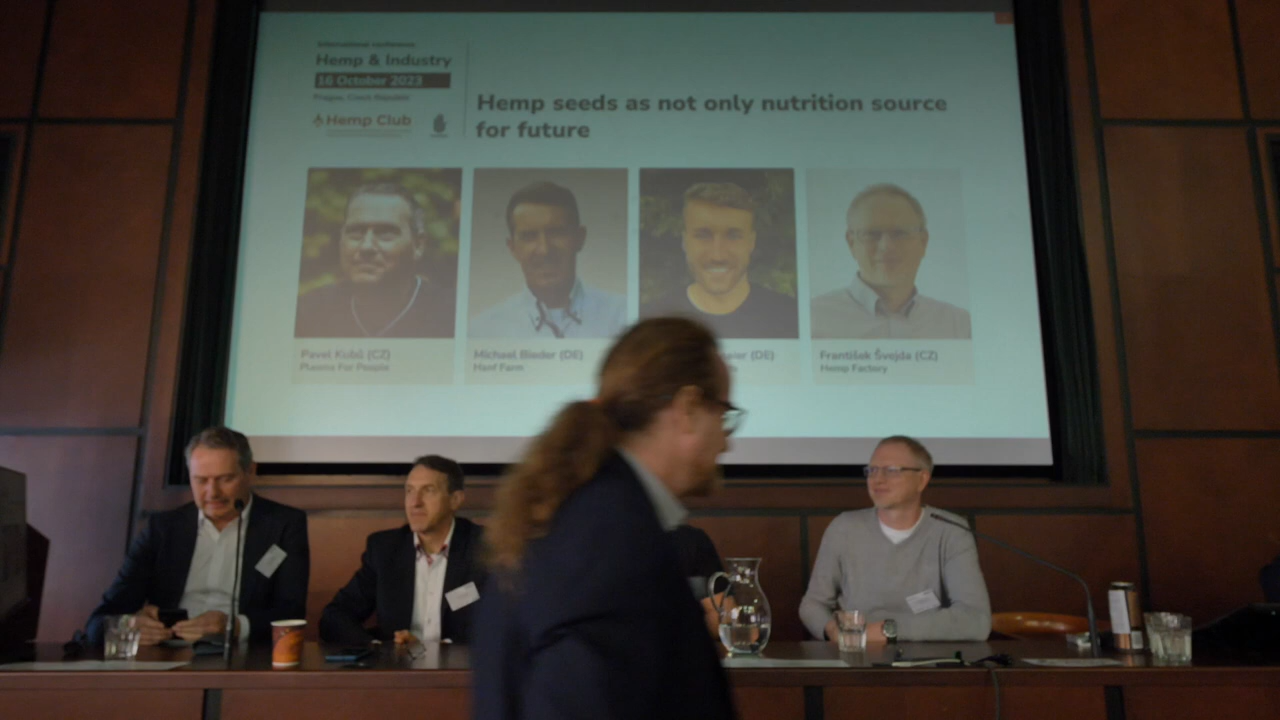 International conference
Hemp & Industry
16 October 2023
Prague, Czech Republic
Hemp Club
Hemp seeds as not only nutrition source
for future
Pavel Kubů (CZ)
Plasma For People
Michael Bieder (DE)
Hanf Farm
(DE)
František Švejda (CZ)
Hemp Factory